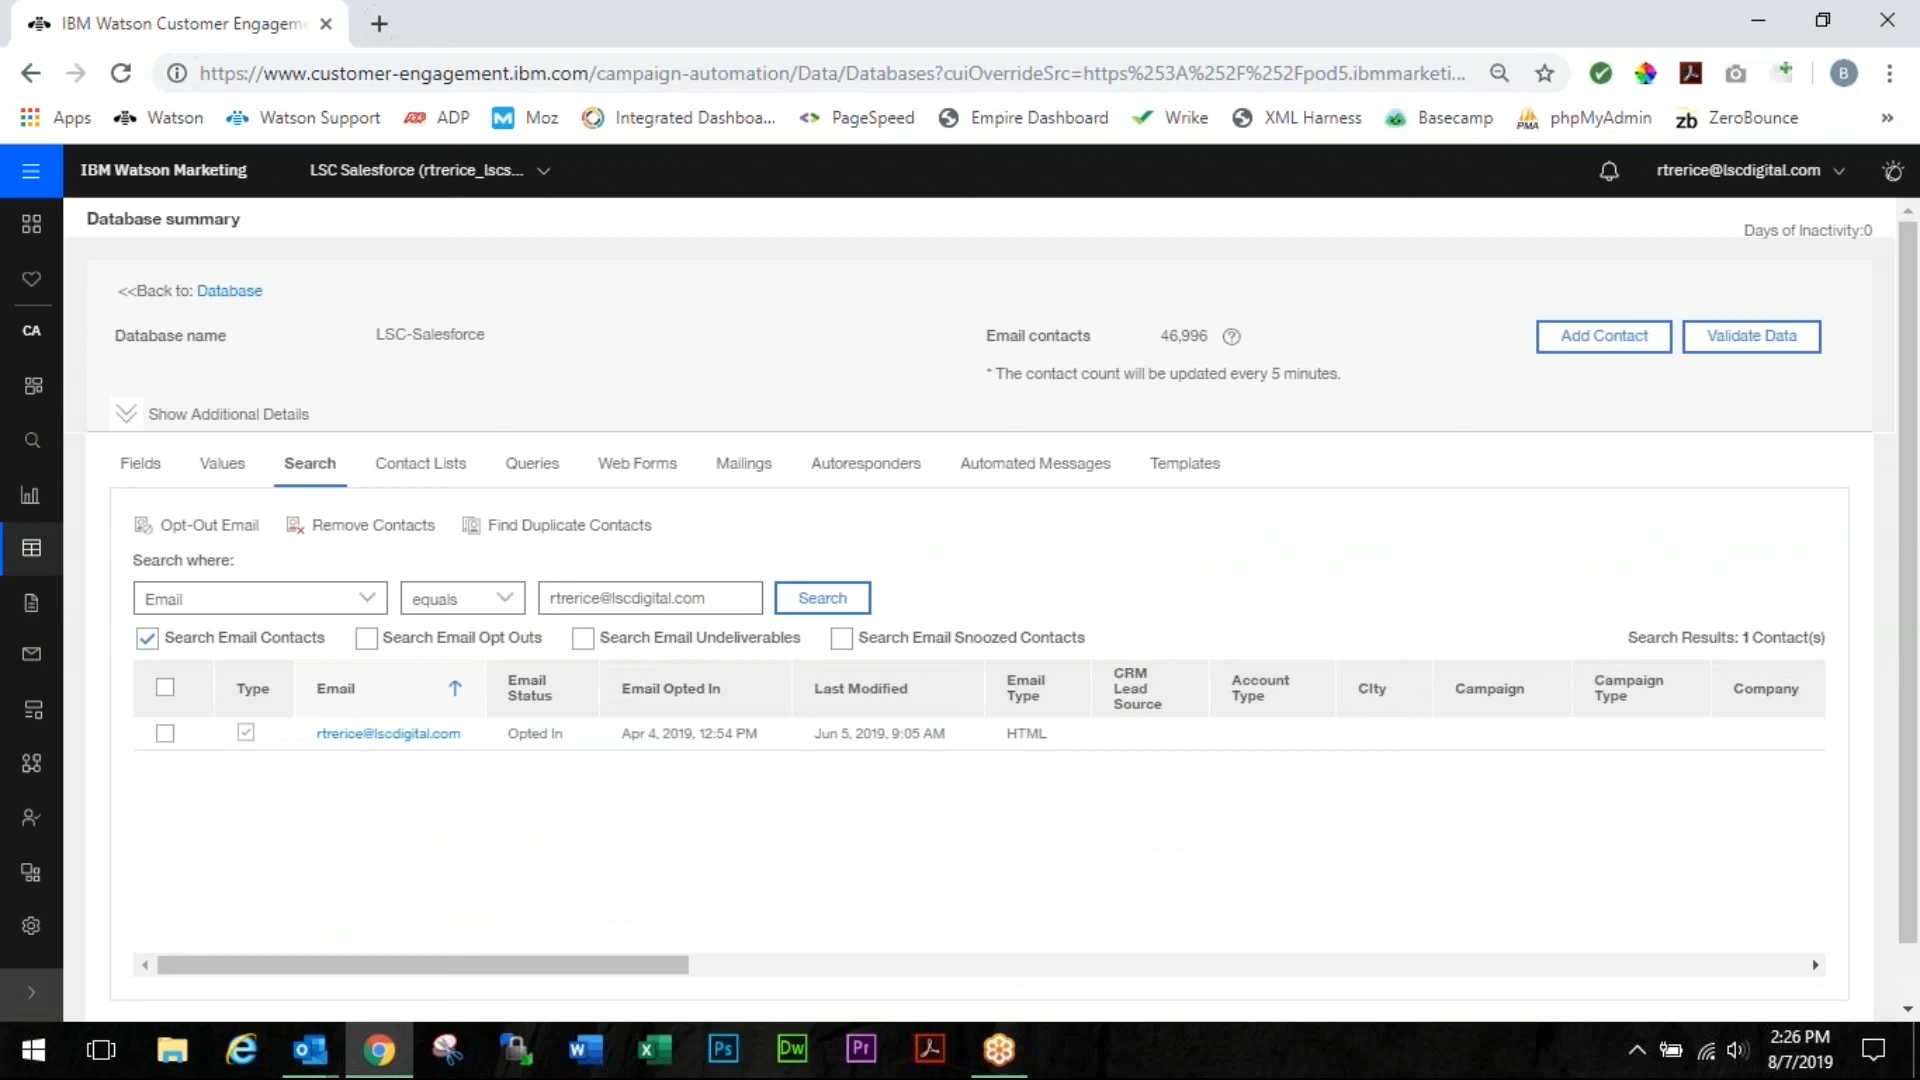 IBM Watson Customer Engageme
https://www.customer-engagement.ibm.com/campaign-automation/Data/Databases?cuiOverrideSrc=https%253A%252F%252Fpod5.ibmmarketi...
B
Apps Watson Watson Support ADP Moz Integrated Dashboa... PageSpeed Empire Dashboard Wrike XML Harness Basecamp PMA phpMyAdmin zb ZeroBounce »
IBM Watson Marketing LSC Salesforce (rtrerice_lscs... rtrerice@lscdigital.com
Database summary
Days of Inactivity:0
<<Back to: Database
CA
Database name LSC-Salesforce Email contacts 46,996 Add Contact Validate Data
* The contact count will be updated every 5 minutes.
Show Additional Details
Fields Values Search Contact Lists Queries Web Forms Mailings Autoresponders Automated Messages Templates
Opt-Out Email Remove Contacts Find Duplicate Contacts
Search where:
Email equals rtrerice@lscdigital.com Search
Search Email Contacts Search Email Opt Outs Search Email Undeliverables Search Email Snoozed Contacts Search Results: 1 Contact(s)
Type Email Email Status Email Opted In Last Modified Email Type CRM Lead Source Account Type City Campaign Campaign Type Company
rtrerice@lscdigital.com Opted In Apr 4, 2019, 12:54 PM Jun 5, 2019, 9:05 AM HTML
Ps Dw Pr
2:26 PM
8/7/2019